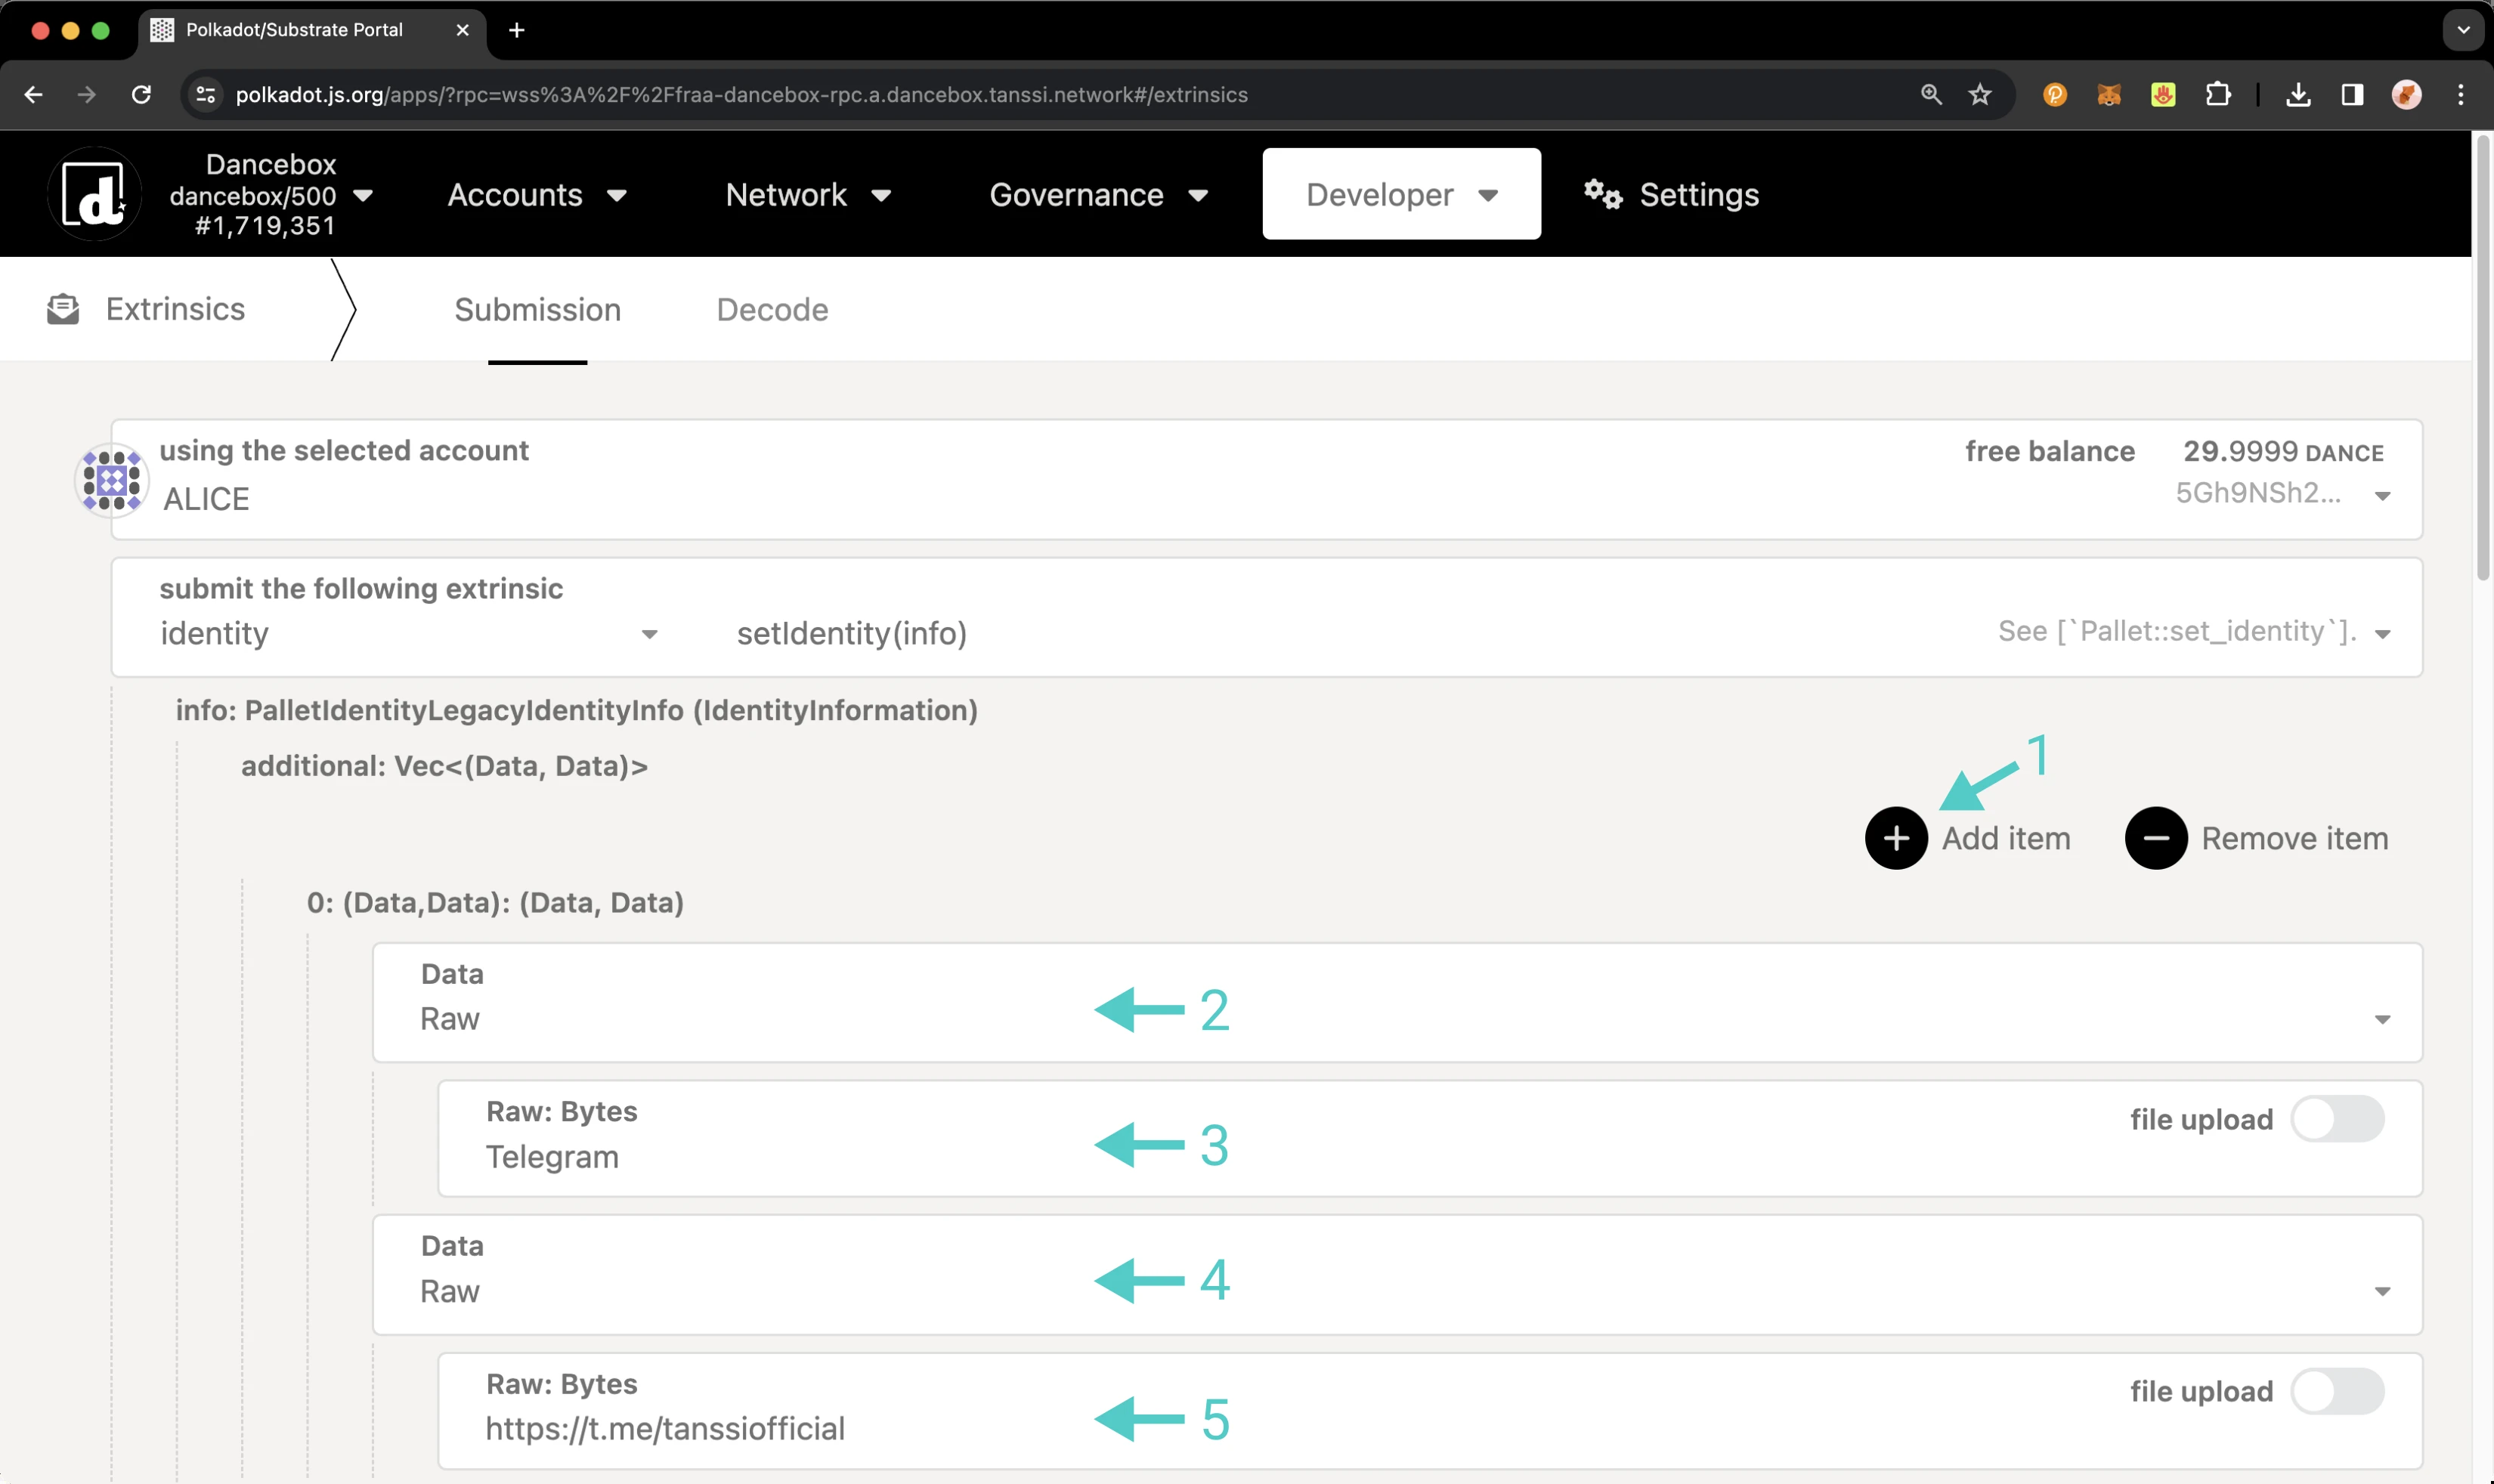 Polkadot/Substrate Portal
polkadot.js.org/apps/?rpc=wss%3A%2F%2Ffraa-dancebox-rpc.a.dancebox.tanssi.network#/extrinsics
Dancebox
dancebox/500
#1,719,351
Accounts
Network
Governance
Developer
Settings
Extrinsics
Submission
Decode
using the selected account
ALICE
free balance 29.9999 DANCE
5Gh9NSh2...
submit the following extrinsic
identity
setIdentity(info)
See [`Pallet::set_identity`].
info: PalletIdentityLegacyIdentityInfo (IdentityInformation)
additional: Vec<(Data, Data)>
1
Add item
Remove item
0: (Data,Data): (Data, Data)
Data
Raw
2
Raw: Bytes
Telegram
3
file upload
Data
Raw
4
Raw: Bytes
https://t.me/tanssiofficial
5
file upload